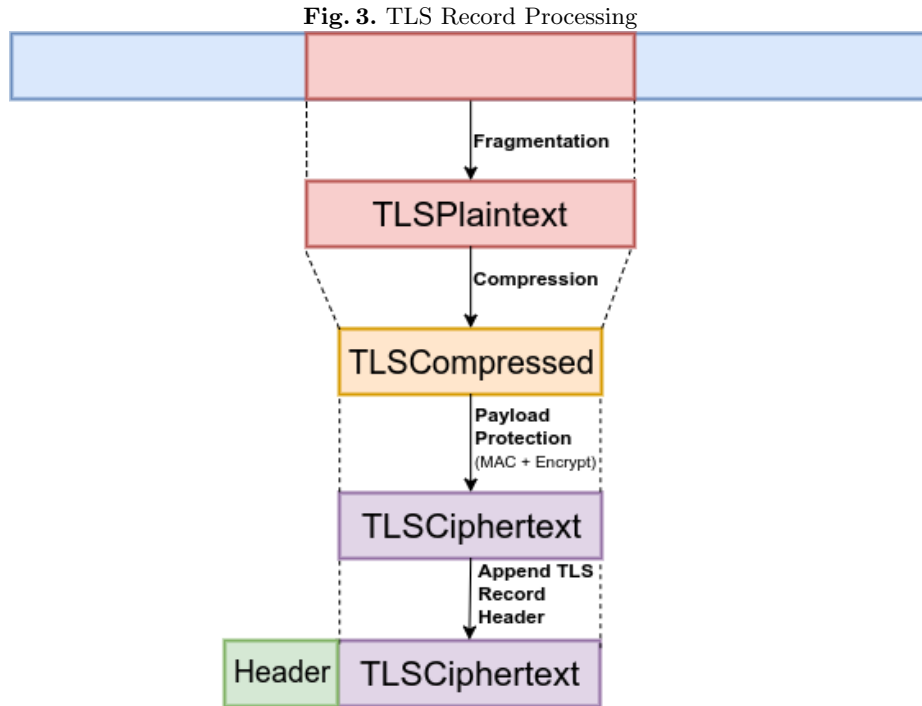 Fig. 3. TLS Record Processing
Fragmentation
TLSPlaintext
Compression
TLSCompressed
Payload
Protection
(MAC + Encrypt)
TLSCiphertext
Append TLS
Record
Header
Header TLSCiphertext